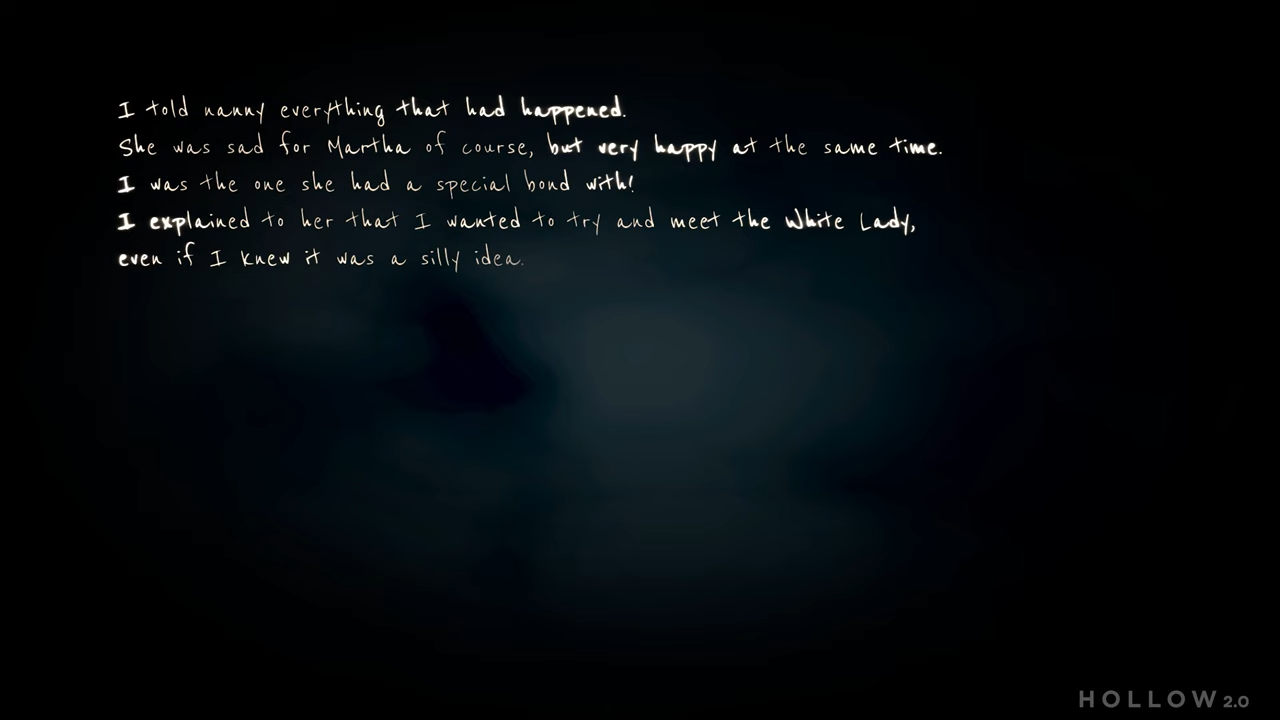 I told nanny everything that had happened.
She was sad for Martha of course, but very happy at the same time.
I was the one she had a special bond with!
I explained to her that I wanted to try and meet the White Lady,
even if I knew it was a silly idea.
HOLLOW 2.0